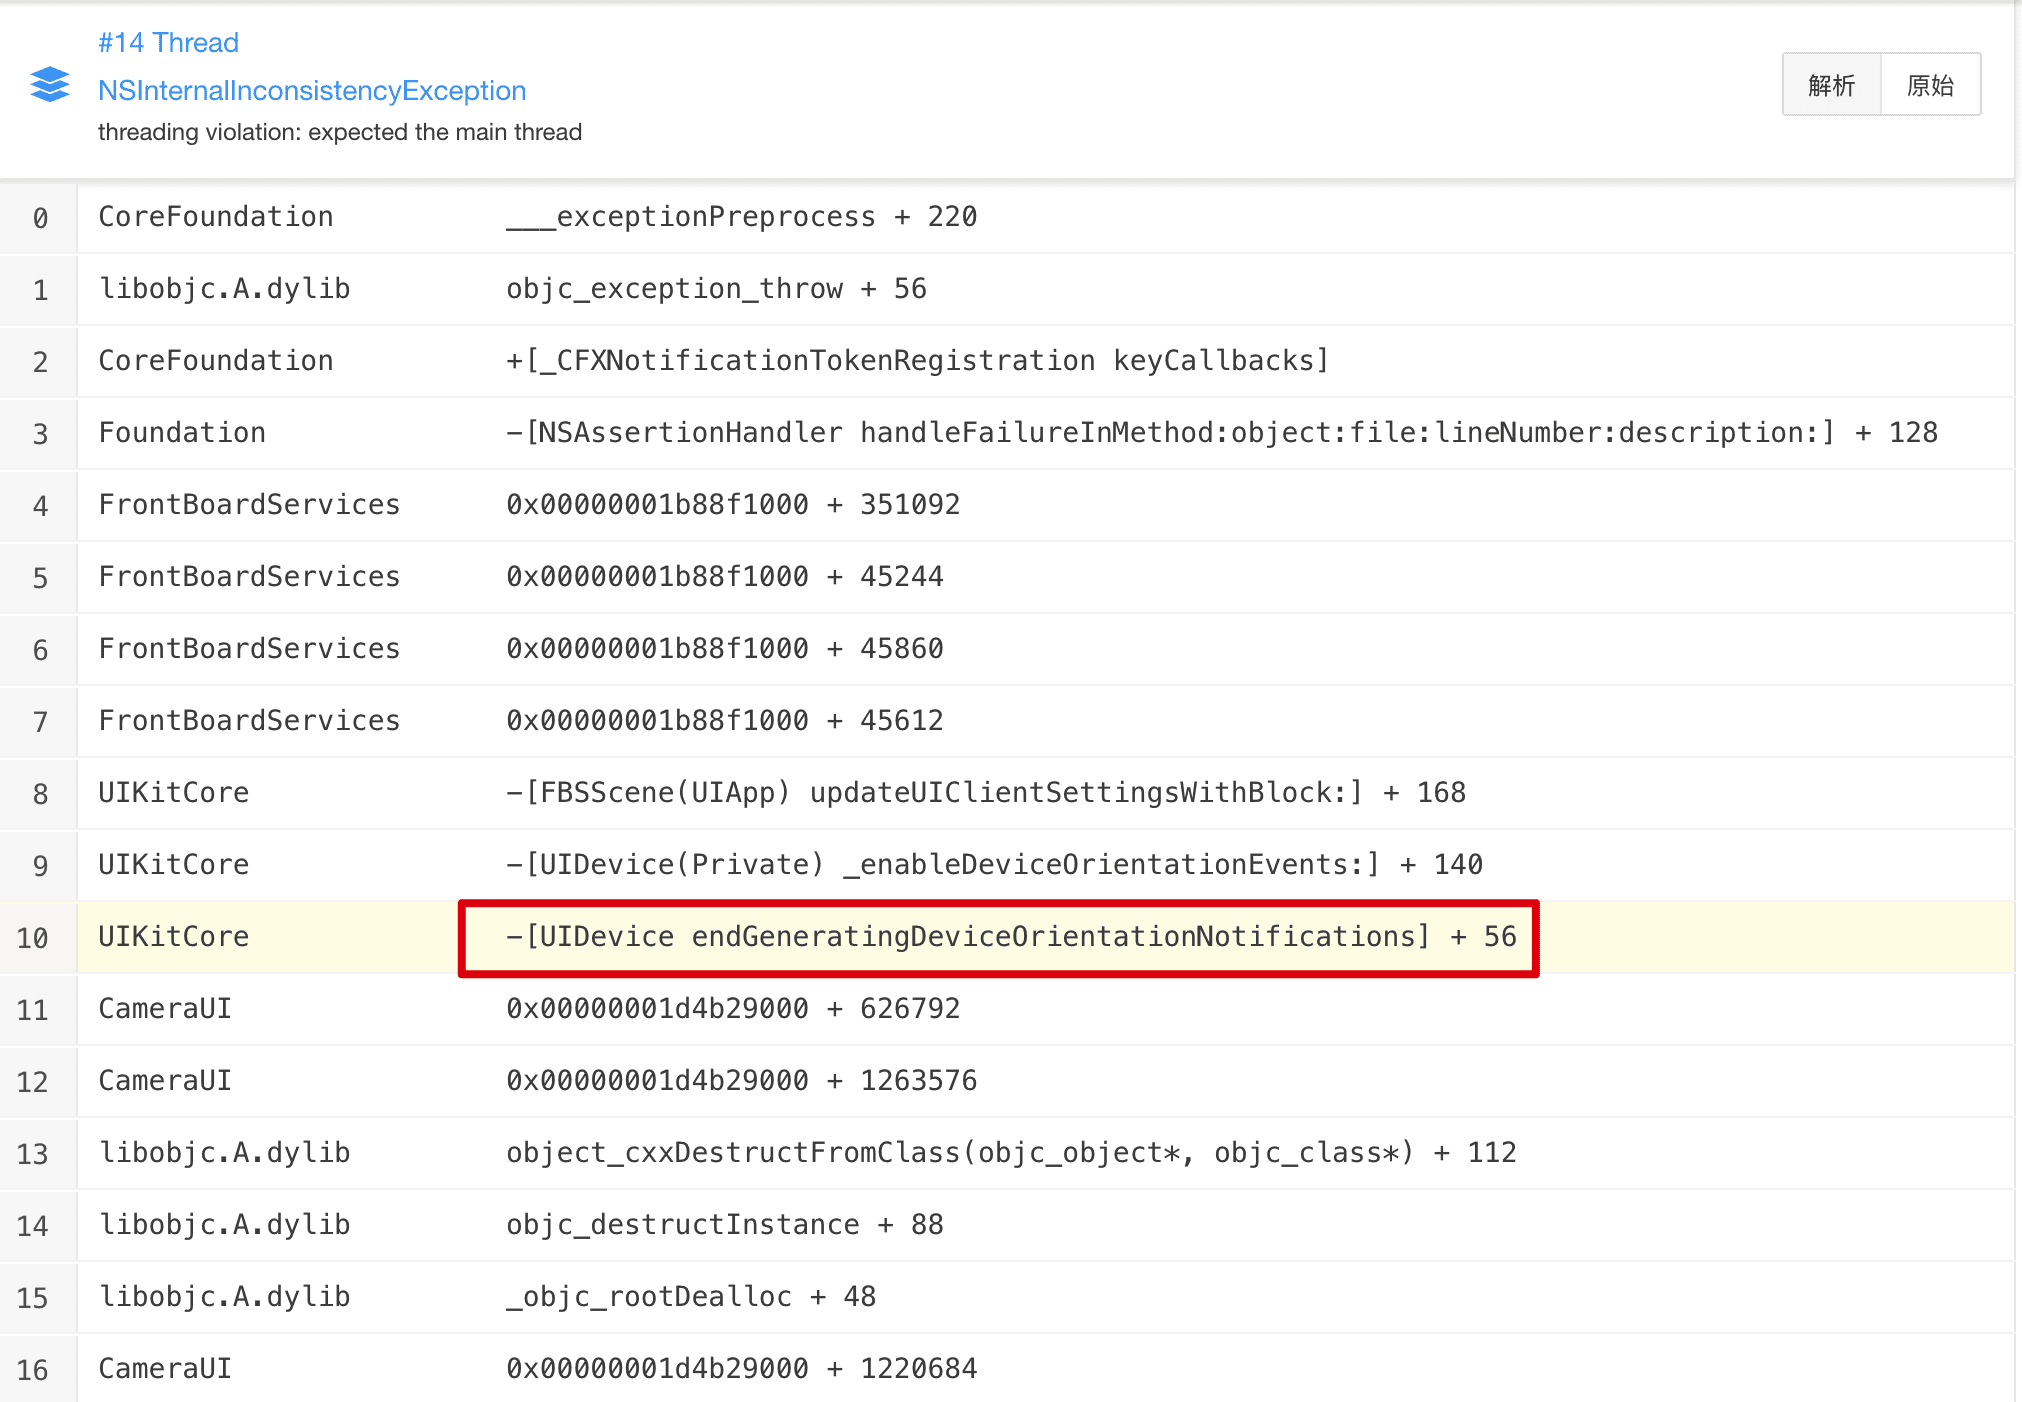 #14 Thread
NSInternalInconsistencyException
threading violation: expected the main thread
解析 原始
0 CoreFoundation ___exceptionPreprocess + 220
1 libobjc.A.dylib objc_exception_throw + 56
2 CoreFoundation +[_CFXNotificationTokenRegistration keyCallbacks]
3 Foundation -[NSAssertionHandler handleFailureInMethod:object:file:lineNumber:description:] + 128
4 FrontBoardServices 0x00000001b88f1000 + 351092
5 FrontBoardServices 0x00000001b88f1000 + 45244
6 FrontBoardServices 0x00000001b88f1000 + 45860
7 FrontBoardServices 0x00000001b88f1000 + 45612
8 UIKitCore -[FBSScene(UIApp) updateUIClientSettingsWithBlock:] + 168
9 UIKitCore -[UIDevice(Private) _enableDeviceOrientationEvents:] + 140
10 UIKitCore -[UIDevice endGeneratingDeviceOrientationNotifications] + 56
11 CameraUI 0x00000001d4b29000 + 626792
12 CameraUI 0x00000001d4b29000 + 1263576
13 libobjc.A.dylib object_cxxDestructFromClass(objc_object*, objc_class*) + 112
14 libobjc.A.dylib objc_destructInstance + 88
15 libobjc.A.dylib _objc_rootDealloc + 48
16 CameraUI 0x00000001d4b29000 + 1220684